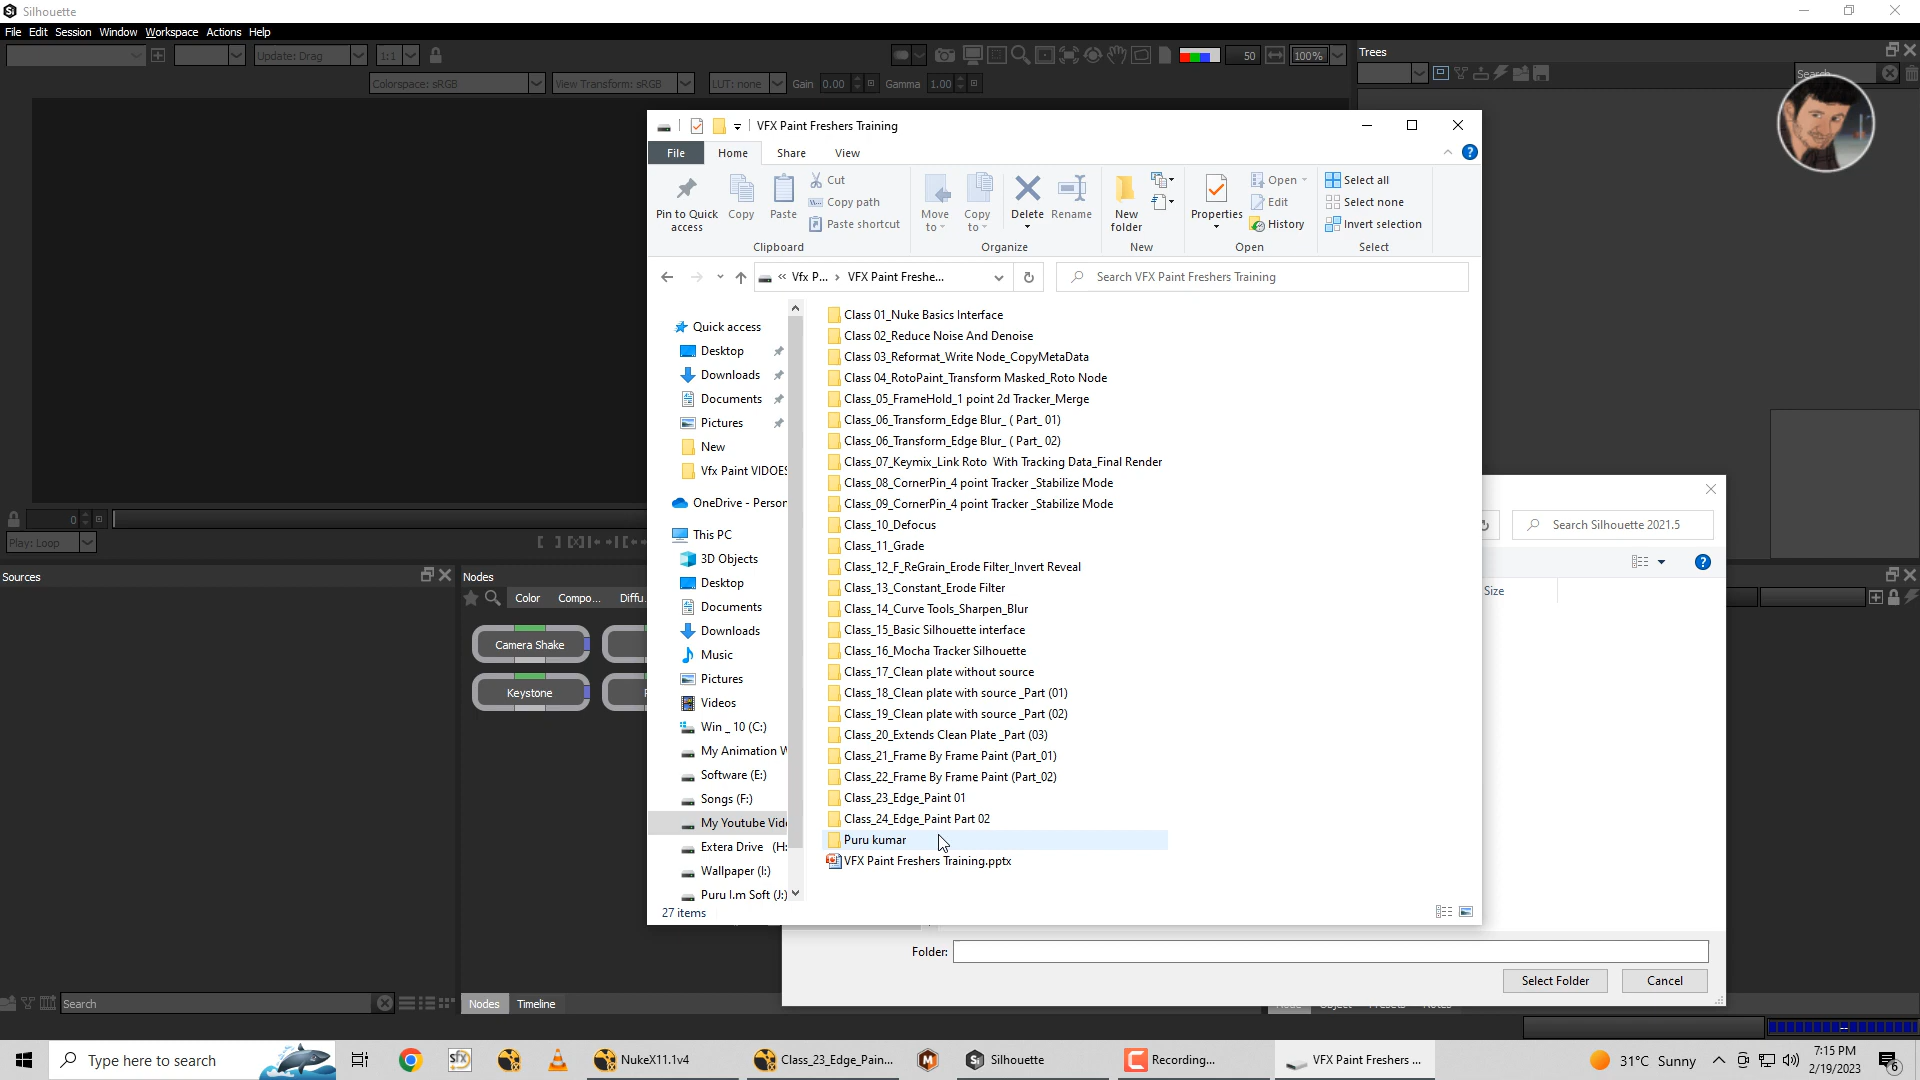 Silhouette
File Edit Session Window Workspace Actions Help
Update: Drag 1:1 50 100% Trees
Colorspace: sRGB View Transform: sRGB LUT: none Gain 0.00 Gamma 1.00
Search
VFX Paint Freshers Training
File Home Share View
Pin to Quick access
Copy
Paste
Cut
Copy path
Paste shortcut
Move to
Copy to
Delete
Rename
New folder
Properties
Open
Edit
History
Select all
Select none
Invert selection
Clipboard Organize New Open Select
« Vfx P... › VFX Paint Freshe...
Search VFX Paint Freshers Training
Quick access
Desktop
Downloads
Documents
Pictures
New
Vfx Paint VIDOES
OneDrive - Person
This PC
3D Objects
Desktop
Documents
Downloads
Music
Pictures
Videos
Win _ 10 (C:)
My Animation W
Software (E:)
Songs (F:)
My Youtube Vide
Extera Drive (H:
Wallpaper (I:)
Puru I.m Soft (J:)
Class 01_Nuke Basics Interface
Class 02_Reduce Noise And Denoise
Class 03_Reformat_Write Node_CopyMetaData
Class 04_RotoPaint_Transform Masked_Roto Node
Class_05_FrameHold_1 point 2d Tracker_Merge
Class_06_Transform_Edge Blur_ ( Part_ 01)
Class_06_Transform_Edge Blur_ ( Part_ 02)
Class_07_Keymix_Link Roto With Tracking Data_Final Render
Class_08_CornerPin_4 point Tracker _Stabilize Mode
Class_09_CornerPin_4 point Tracker _Stabilize Mode
Class_10_Defocus
Class_11_Grade
Class_12_F_ReGrain_Erode Filter_Invert Reveal
Class_13_Constant_Erode Filter
Class_14_Curve Tools_Sharpen_Blur
Class_15_Basic Silhouette interface
Class_16_Mocha Tracker Silhouette
Class_17_Clean plate without source
Class_18_Clean plate with source _Part (01)
Class_19_Clean plate with source _Part (02)
Class_20_Extends Clean Plate _Part (03)
Class_21_Frame By Frame Paint (Part_01)
Class_22_Frame By Frame Paint (Part_02)
Class_23_Edge_Paint 01
Class_24_Edge_Paint Part 02
Puru kumar
VFX Paint Freshers Training.pptx
27 items
Search Silhouette 2021.5
Size
Folder:
Select Folder Cancel
0
Play: Loop
Sources
Nodes
Color Compo... Diffu
Camera Shake
Keystone
Search
Nodes Timeline
Type here to search
NukeX11.1v4
Class_23_Edge_Pain...
Silhouette
Recording...
VFX Paint Freshers ...
31°C Sunny
7:15 PM
2/19/2023
6